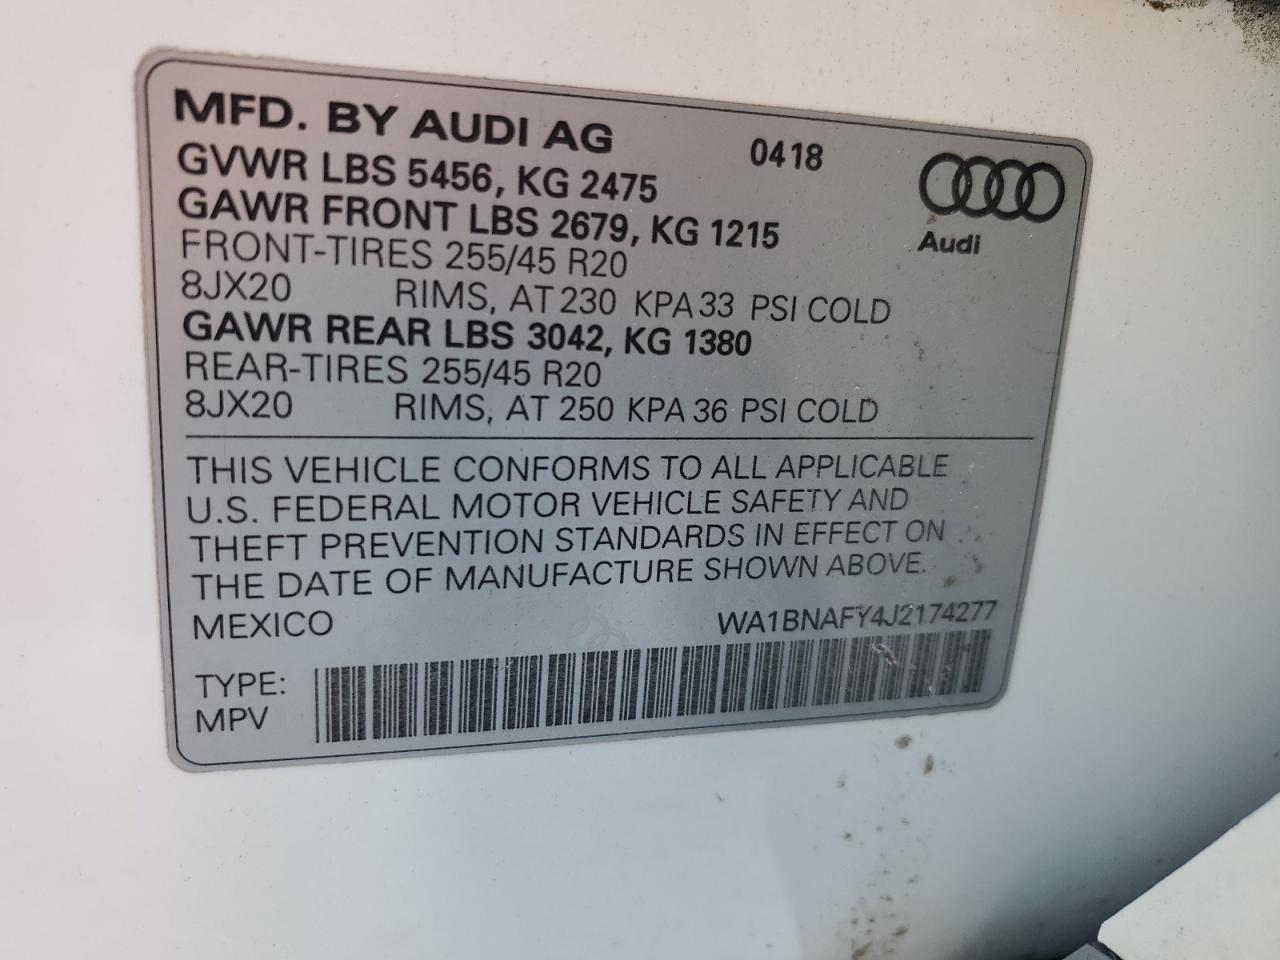 MFD. BY AUDI AG 0418
GVWR LBS 5456, KG 2475
GAWR FRONT LBS 2679, KG 1215
Audi
FRONT-TIRES 255/45 R20
8JX20 RIMS, AT 230 KPA 33 PSI COLD
GAWR REAR LBS 3042, KG 1380
REAR-TIRES 255/45 R20
8JX20 RIMS, AT 250 KPA 36 PSI COLD
THIS VEHICLE CONFORMS TO ALL APPLICABLE
U.S. FEDERAL MOTOR VEHICLE SAFETY AND
THEFT PREVENTION STANDARDS IN EFFECT ON
THE DATE OF MANUFACTURE SHOWN ABOVE.
MEXICO WA1BNAFY4J2174277
TYPE:
MPV